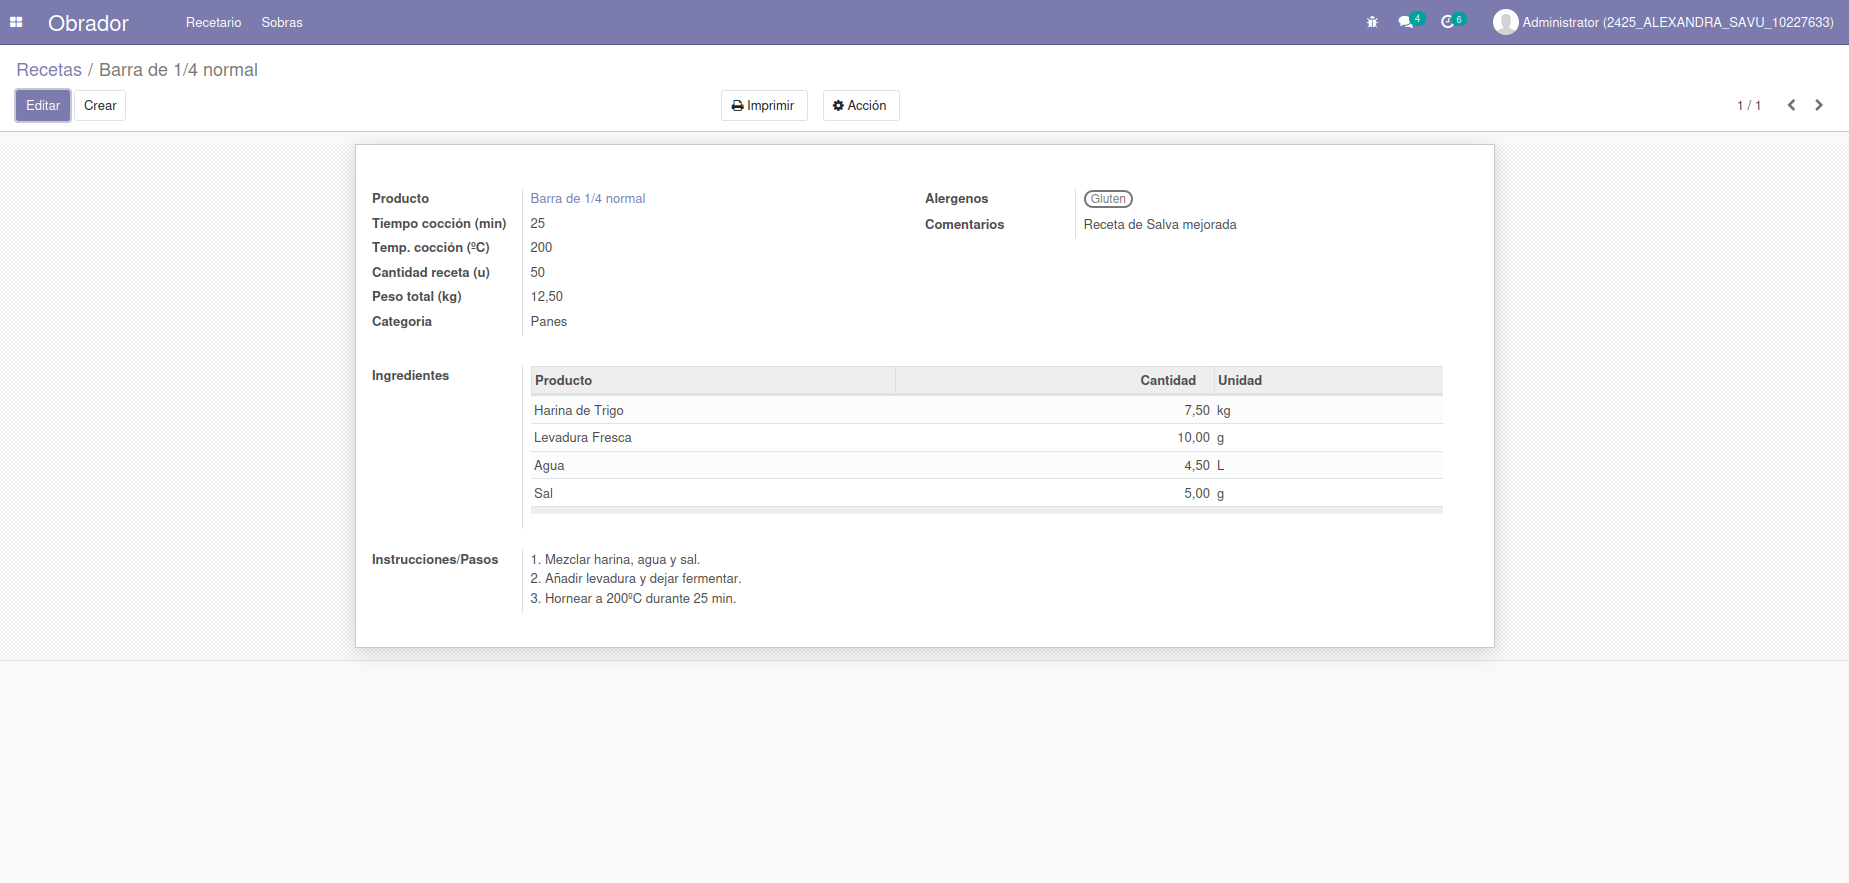 Obrador Recetario Sobras 4 6 Administrator (2425_ALEXANDRA_SAVU_10227633)
Recetas / Barra de 1/4 normal
Editar Crear Imprimir Acción 1 / 1
Producto Barra de 1/4 normal Alergenos Gluten
Tiempo cocción (min) 25 Comentarios Receta de Salva mejorada
Temp. cocción (ºC) 200
Cantidad receta (u) 50
Peso total (kg) 12,50
Categoria Panes
Ingredientes Producto Cantidad Unidad
Harina de Trigo 7,50 kg
Levadura Fresca 10,00 g
Agua 4,50 L
Sal 5,00 g
Instrucciones/Pasos 1. Mezclar harina, agua y sal.
2. Añadir levadura y dejar fermentar.
3. Hornear a 200ºC durante 25 min.